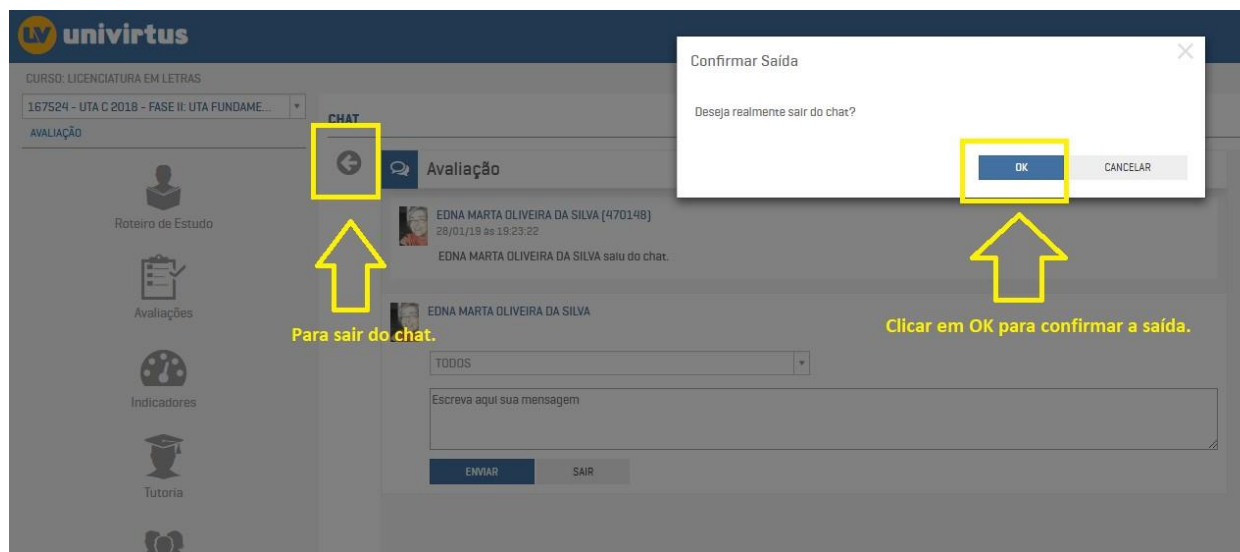 univirtus
CURSO: LICENCIATURA EM LETRAS
167524 - UTA C 2018 - FASE II: UTA FUNDAME...
AVALIAÇÃO
Roteiro de Estudo
Avaliações
Indicadores
Tutoria
CHAT
Avaliação
EDNA MARTA OLIVEIRA DA SILVA (470148)
28/01/19 às 19:23:22
EDNA MARTA OLIVEIRA DA SILVA saiu do chat.
EDNA MARTA OLIVEIRA DA SILVA
Para sair do chat.
TODOS
Escreva aqui sua mensagem
ENVIAR SAIR
Confirmar Saída
Deseja realmente sair do chat?
OK CANCELAR
Clicar em OK para confirmar a saída.